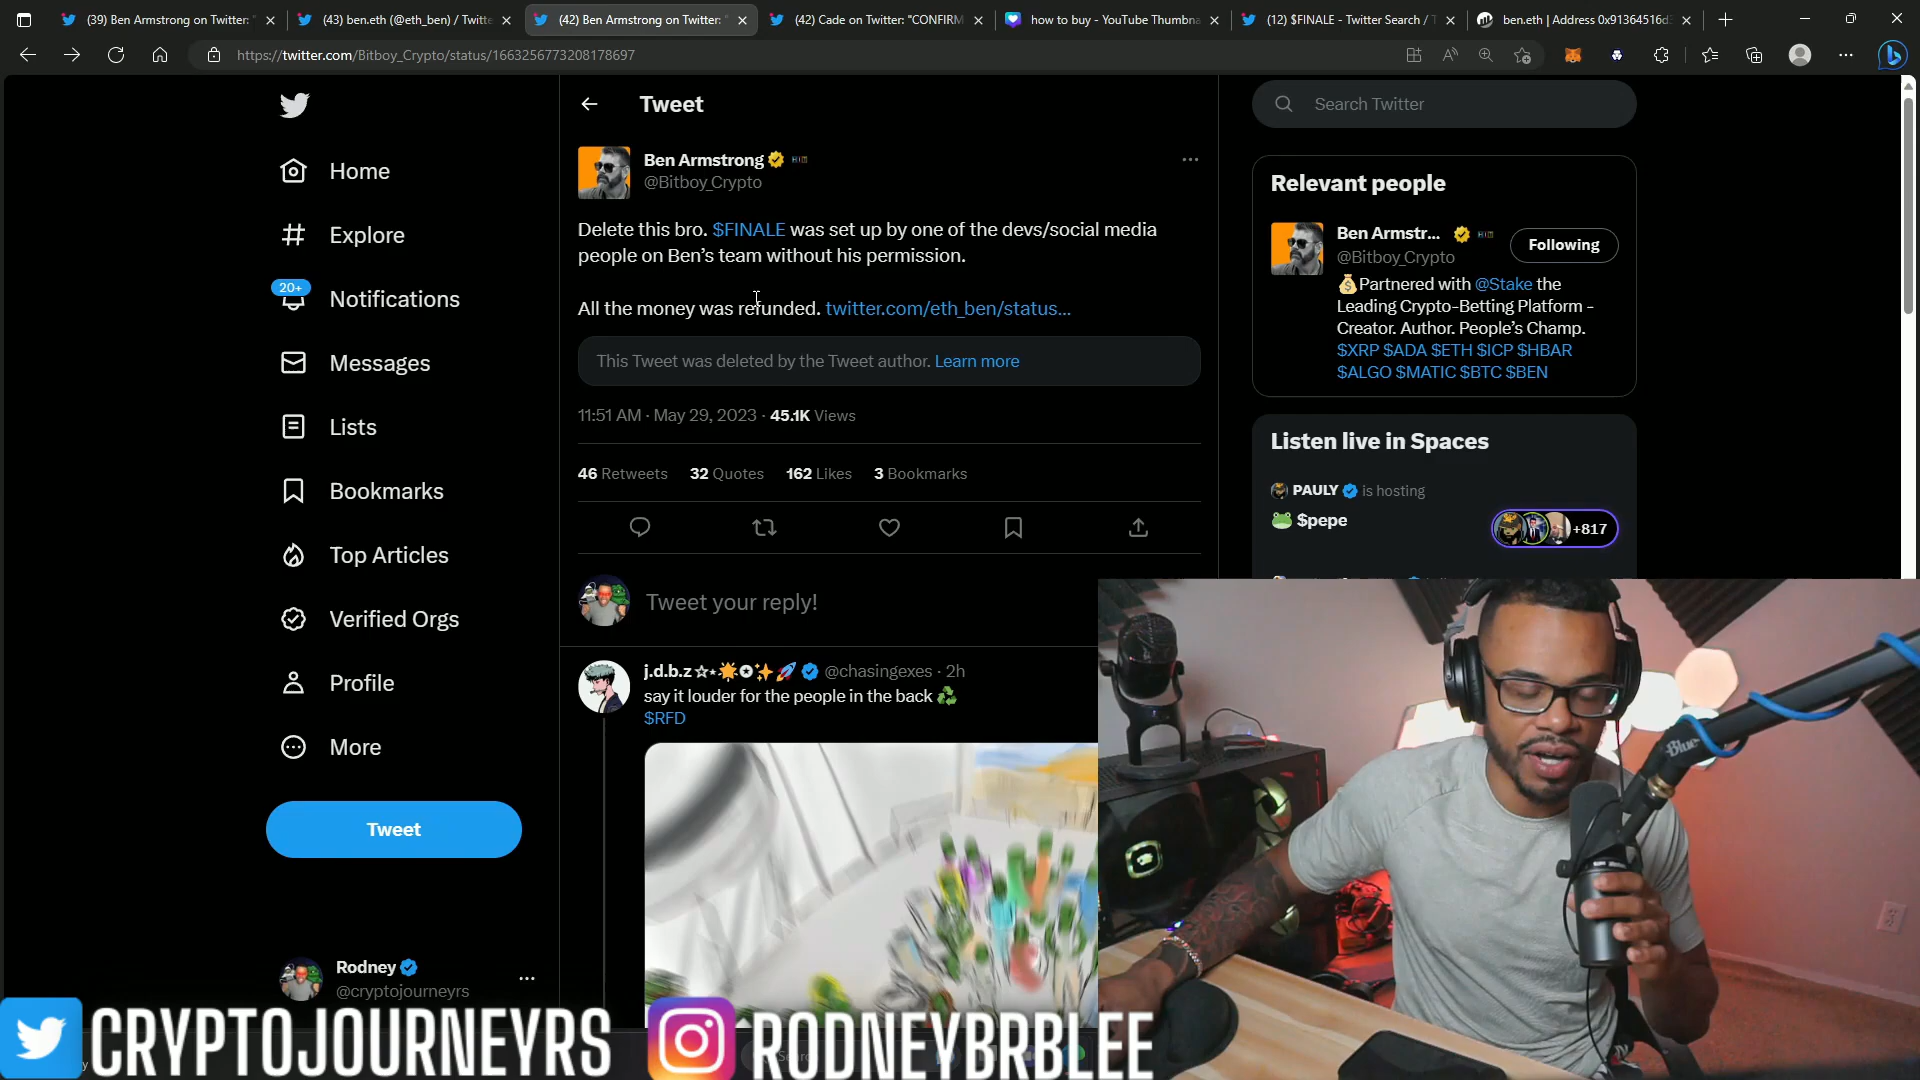 (39) Ben Armstrong on Twitter: "
(43) ben.eth (@eth_ben) / Twitte
(42) Ben Armstrong on Twitter: "
(42) Cade on Twitter: "CONFIRM
how to buy - YouTube Thumbna
(12) $FINALE - Twitter Search / T
ben.eth | Address 0x91364516d3
https://twitter.com/Bitboy_Crypto/status/1663256773208178697
Tweet
Search Twitter
Home
Explore
20+
Notifications
Messages
Lists
Bookmarks
Top Articles
Verified Orgs
Profile
More
Tweet
Rodney
@cryptojourneyrs
Ben Armstrong
@Bitboy_Crypto
Delete this bro. $FINALE was set up by one of the devs/social media
people on Ben's team without his permission.
All the money was refunded. twitter.com/eth_ben/status...
This Tweet was deleted by the Tweet author. Learn more
11:51 AM · May 29, 2023 · 45.1K Views
46 Retweets 32 Quotes 162 Likes 3 Bookmarks
Tweet your reply!
j.d.b.z☆⋆🌟✪✨🚀 @chasingexes · 2h
say it louder for the people in the back ♻️
$RFD
Relevant people
Ben Armstr...
@Bitboy_Crypto
Following
💰Partnered with @Stake the
Leading Crypto-Betting Platform -
Creator. Author. People's Champ.
$XRP $ADA $ETH $ICP $HBAR
$ALGO $MATIC $BTC $BEN
Listen live in Spaces
PAULY is hosting
🐸 $pepe
+817
Blue
CRYPTOJOURNEYRS
RODNEYBRBLEE